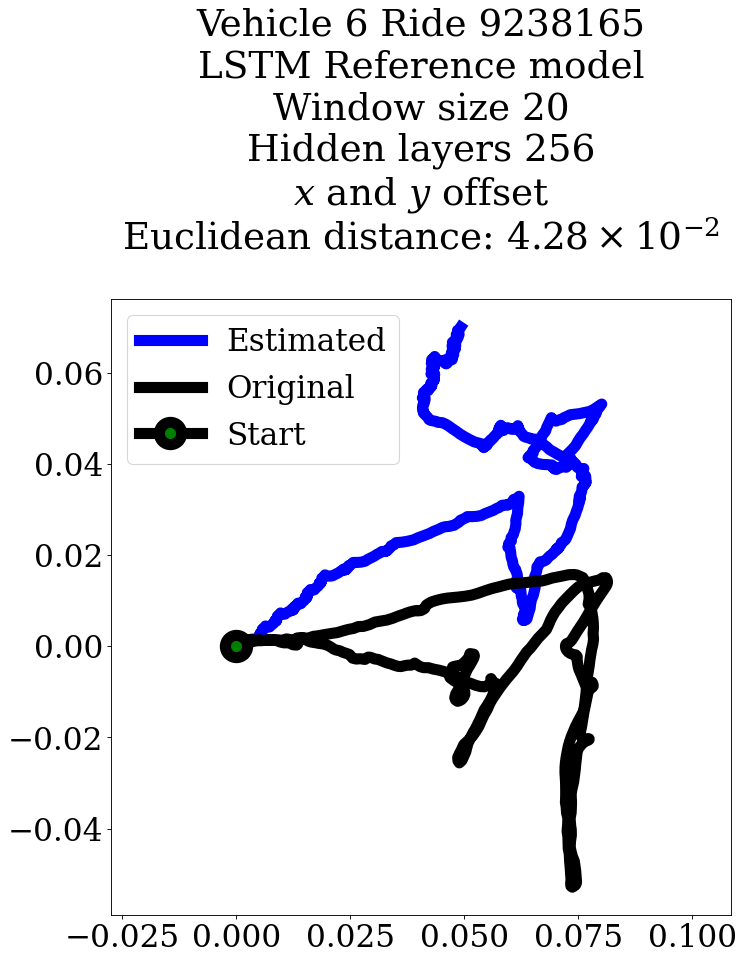 Vehicle 6 Ride 9238165
LSTM Reference model
Window size 20
Hidden layers 256
x and y offset
Euclidean distance: 4.28 × 10⁻²
Estimated
Original
Start
0.06
0.04
0.02
0.00
−0.02
−0.04
−0.025 0.000 0.025 0.050 0.075 0.100